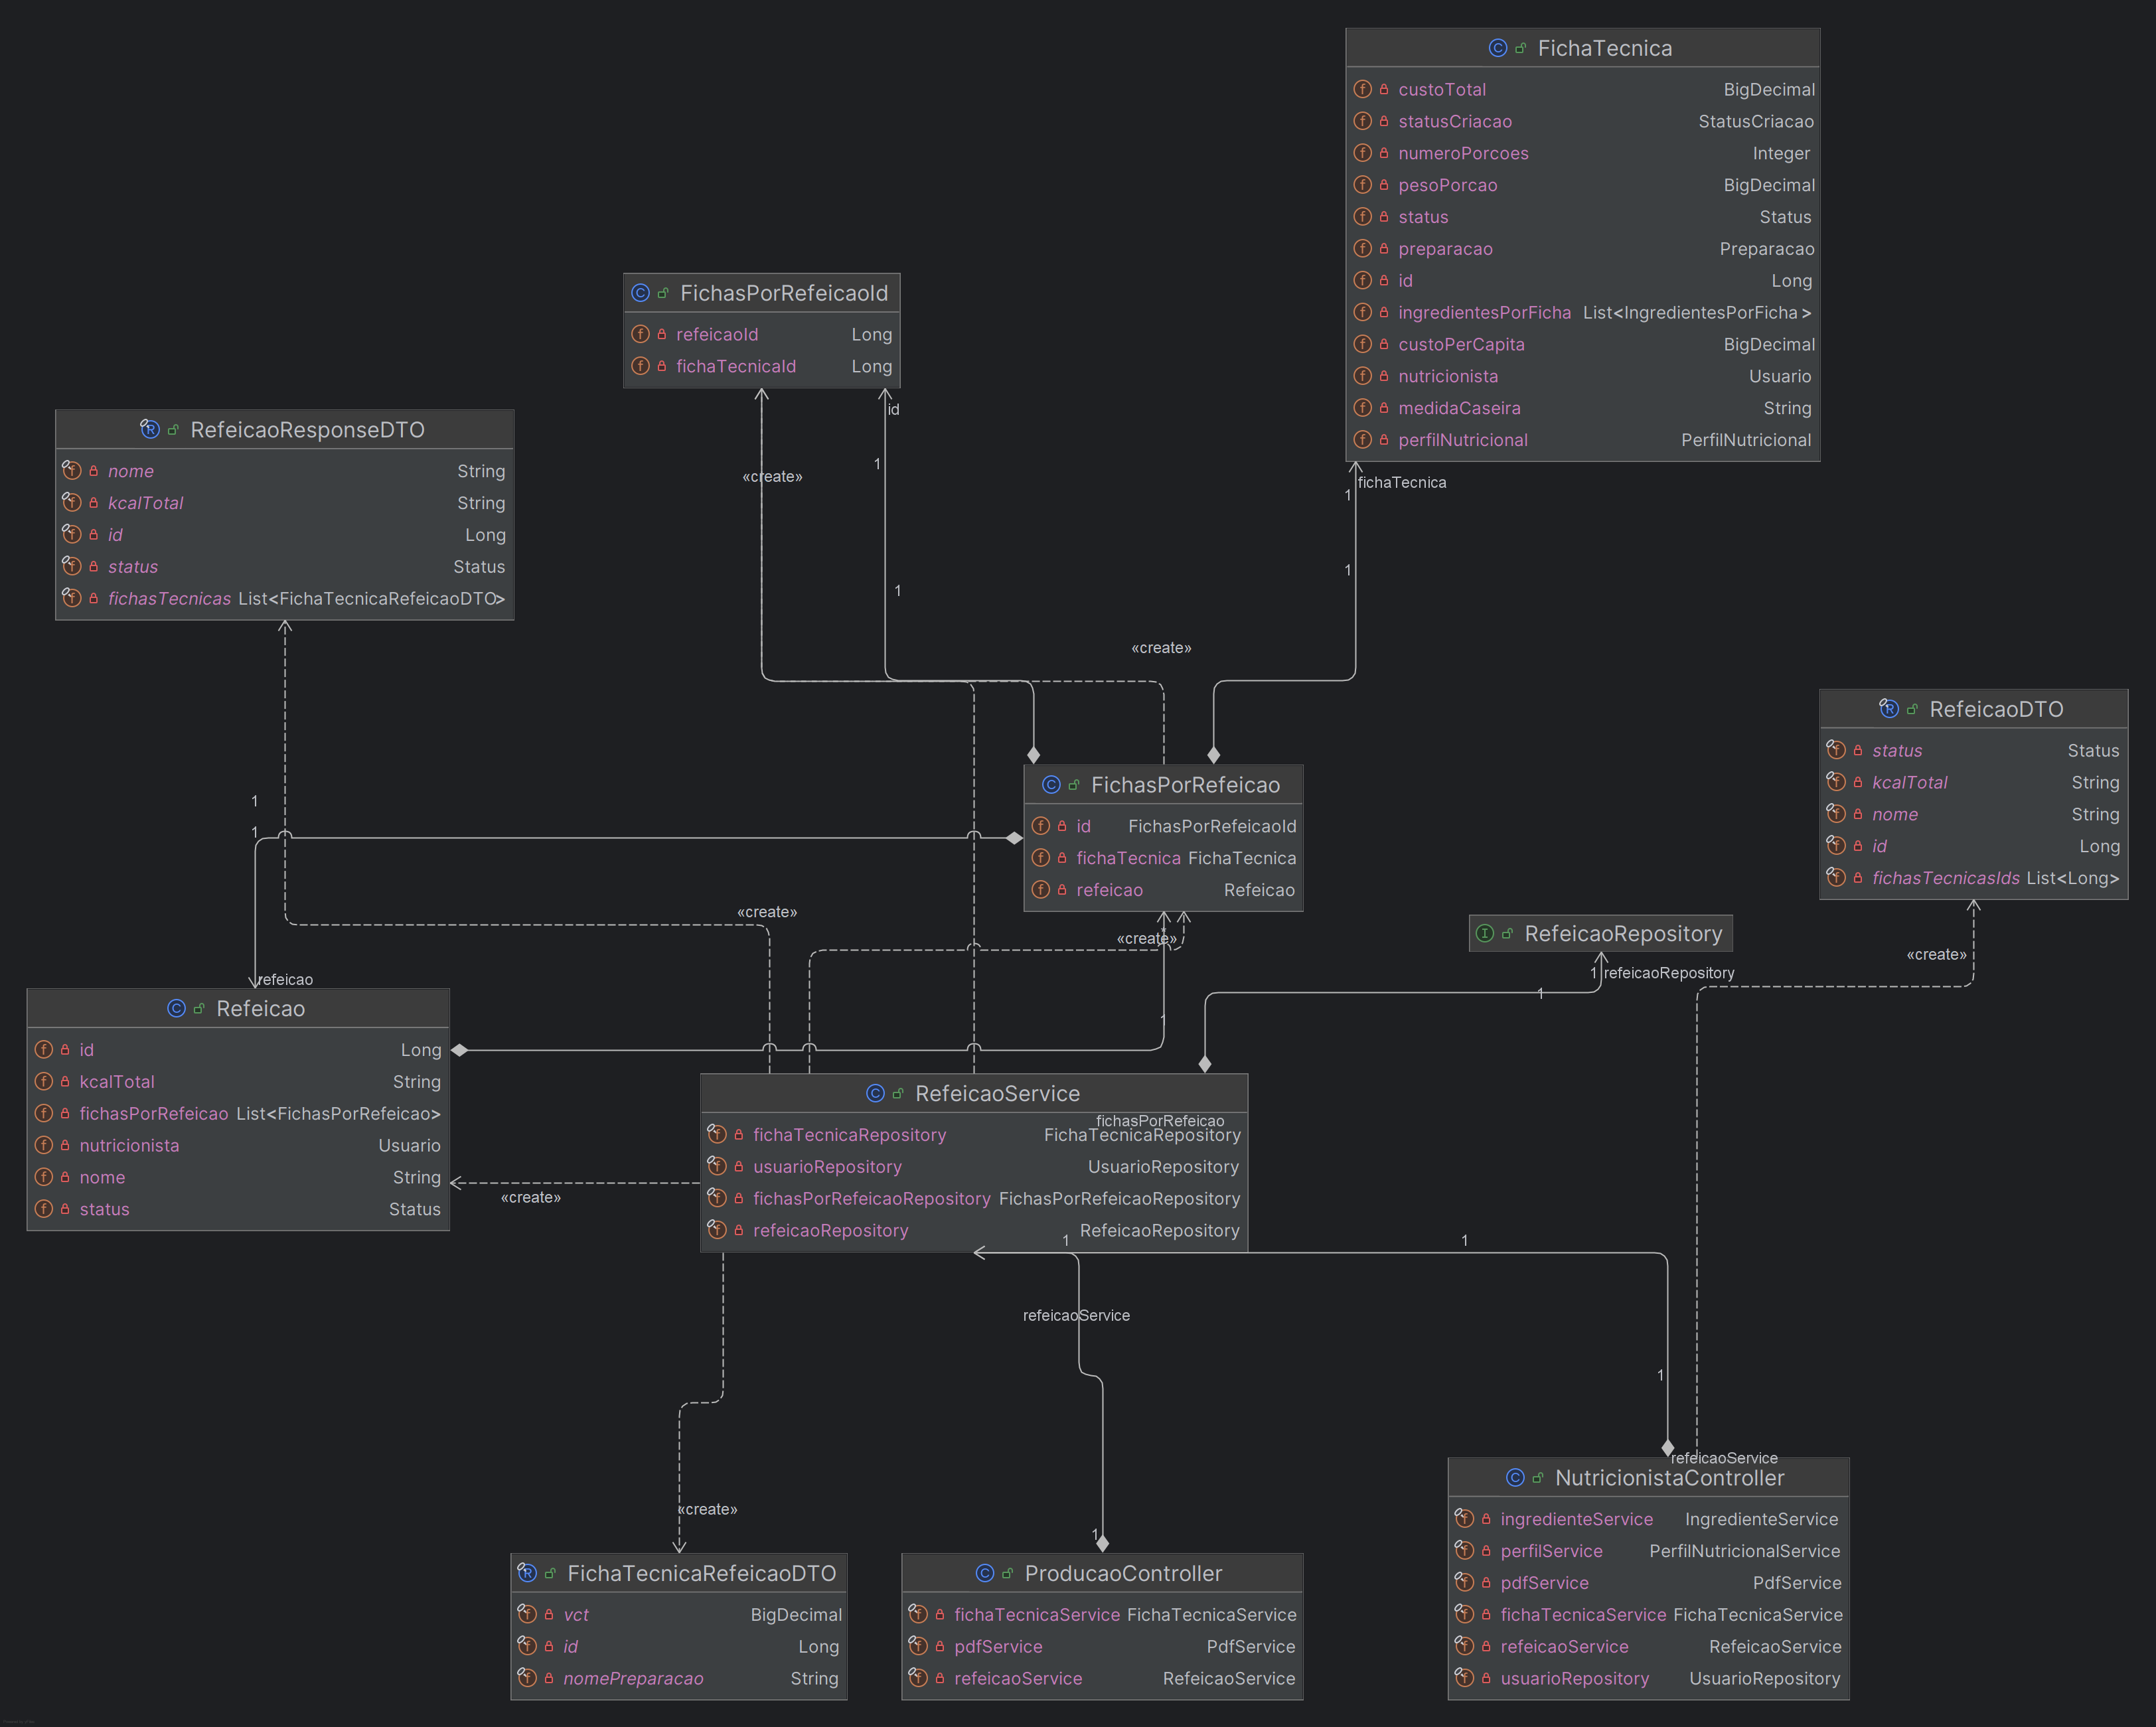 FichaTecnica
custoTotal BigDecimal
statusCriacao StatusCriacao
numeroPorcoes Integer
pesoPorcao BigDecimal
status Status
preparacao Preparacao
id Long
ingredientesPorFicha List<IngredientesPorFicha>
custoPerCapita BigDecimal
nutricionista Usuario
medidaCaseira String
perfilNutricional PerfilNutricional
FichasPorRefeicaoId
refeicaoId Long
fichaTecnicaId Long
id
1
«create»
1
fichaTecnica
1
1
«create»
RefeicaoResponseDTO
nome String
kcalTotal String
id Long
status Status
fichasTecnicas List<FichaTecnicaRefeicaoDTO>
RefeicaoDTO
status Status
kcalTotal String
nome String
id Long
fichasTecnicasIds List<Long>
FichasPorRefeicao
id FichasPorRefeicaoId
fichaTecnica FichaTecnica
refeicao Refeicao
1
1
«create»
«create»
RefeicaoRepository
1 refeicaoRepository
1
«create»
refeicao
1
Refeicao
id Long
kcalTotal String
fichasPorRefeicao List<FichasPorRefeicao>
nutricionista Usuario
nome String
status Status
«create»
RefeicaoService
fichasPorRefeicao
fichaTecnicaRepository FichaTecnicaRepository
usuarioRepository UsuarioRepository
fichasPorRefeicaoRepository FichasPorRefeicaoRepository
refeicaoRepository RefeicaoRepository
1
1
refeicaoService
1
«create»
1
refeicaoService
FichaTecnicaRefeicaoDTO
vct BigDecimal
id Long
nomePreparacao String
ProducaoController
fichaTecnicaService FichaTecnicaService
pdfService PdfService
refeicaoService RefeicaoService
NutricionistaController
ingredienteService IngredienteService
perfilService PerfilNutricionalService
pdfService PdfService
fichaTecnicaService FichaTecnicaService
refeicaoService RefeicaoService
usuarioRepository UsuarioRepository